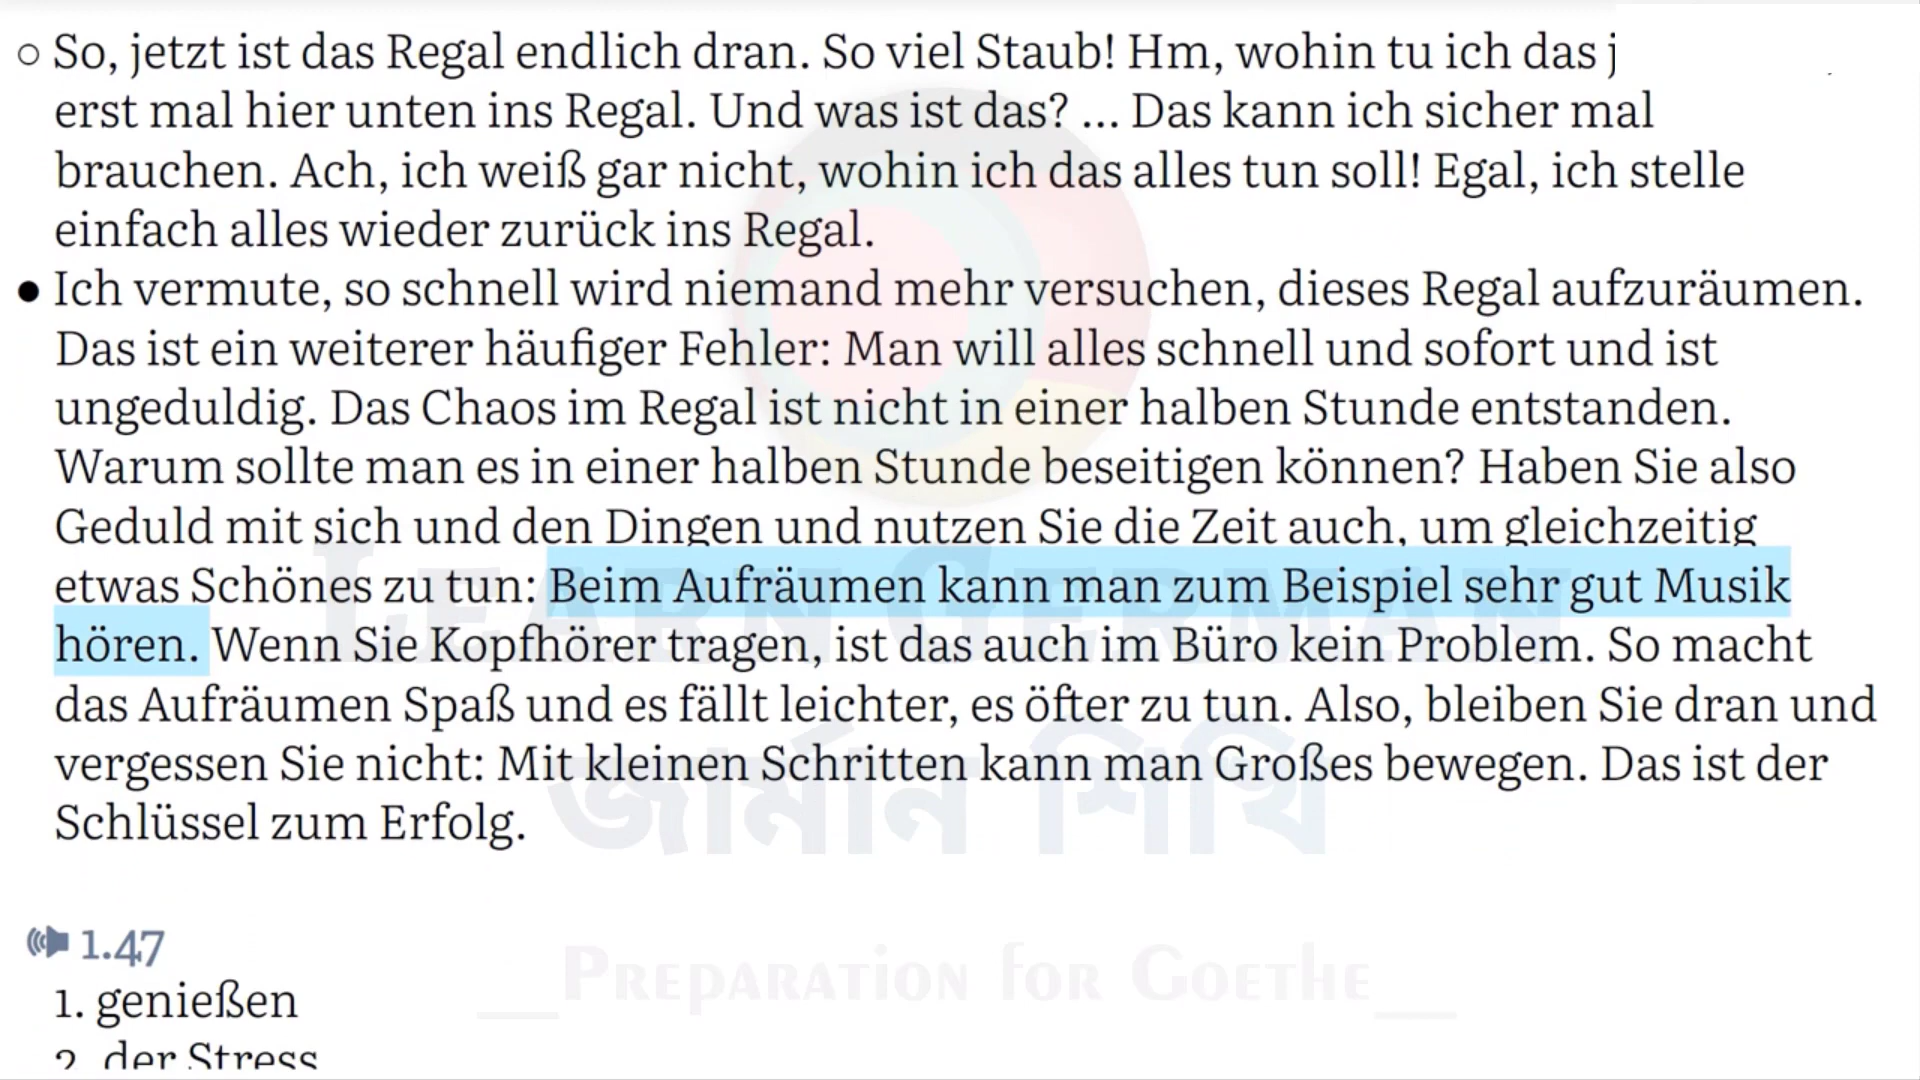 ○ So, jetzt ist das Regal endlich dran. So viel Staub! Hm, wohin tu ich das
erst mal hier unten ins Regal. Und was ist das? ... Das kann ich sicher mal
brauchen. Ach, ich weiß gar nicht, wohin ich das alles tun soll! Egal, ich stelle
einfach alles wieder zurück ins Regal.
● Ich vermute, so schnell wird niemand mehr versuchen, dieses Regal aufzuräumen.
Das ist ein weiterer häufiger Fehler: Man will alles schnell und sofort und ist
ungeduldig. Das Chaos im Regal ist nicht in einer halben Stunde entstanden.
Warum sollte man es in einer halben Stunde beseitigen können? Haben Sie also
Geduld mit sich und den Dingen und nutzen Sie die Zeit auch, um gleichzeitig
etwas Schönes zu tun: Beim Aufräumen kann man zum Beispiel sehr gut Musik
hören. Wenn Sie Kopfhörer tragen, ist das auch im Büro kein Problem. So macht
das Aufräumen Spaß und es fällt leichter, es öfter zu tun. Also, bleiben Sie dran und
vergessen Sie nicht: Mit kleinen Schritten kann man Großes bewegen. Das ist der
Schlüssel zum Erfolg.
LEARN GERMAN
জার্মান শিখি
Preparation for Goethe
1.47
1. genießen
2. der Stress